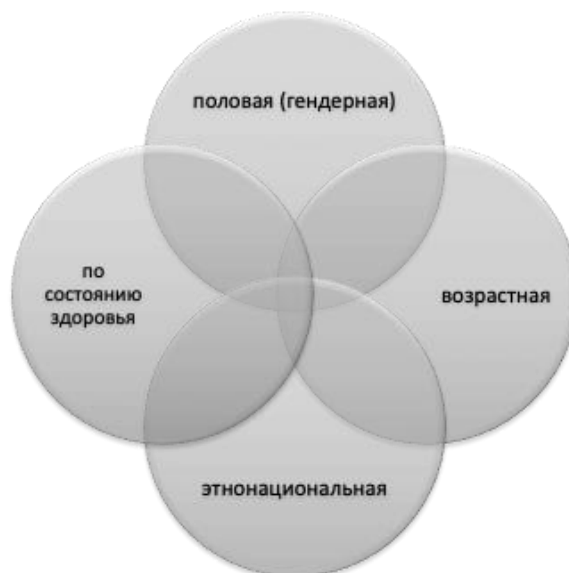 половая (гендерная)
по
состоянию
здоровья
возрастная
этнонациональная